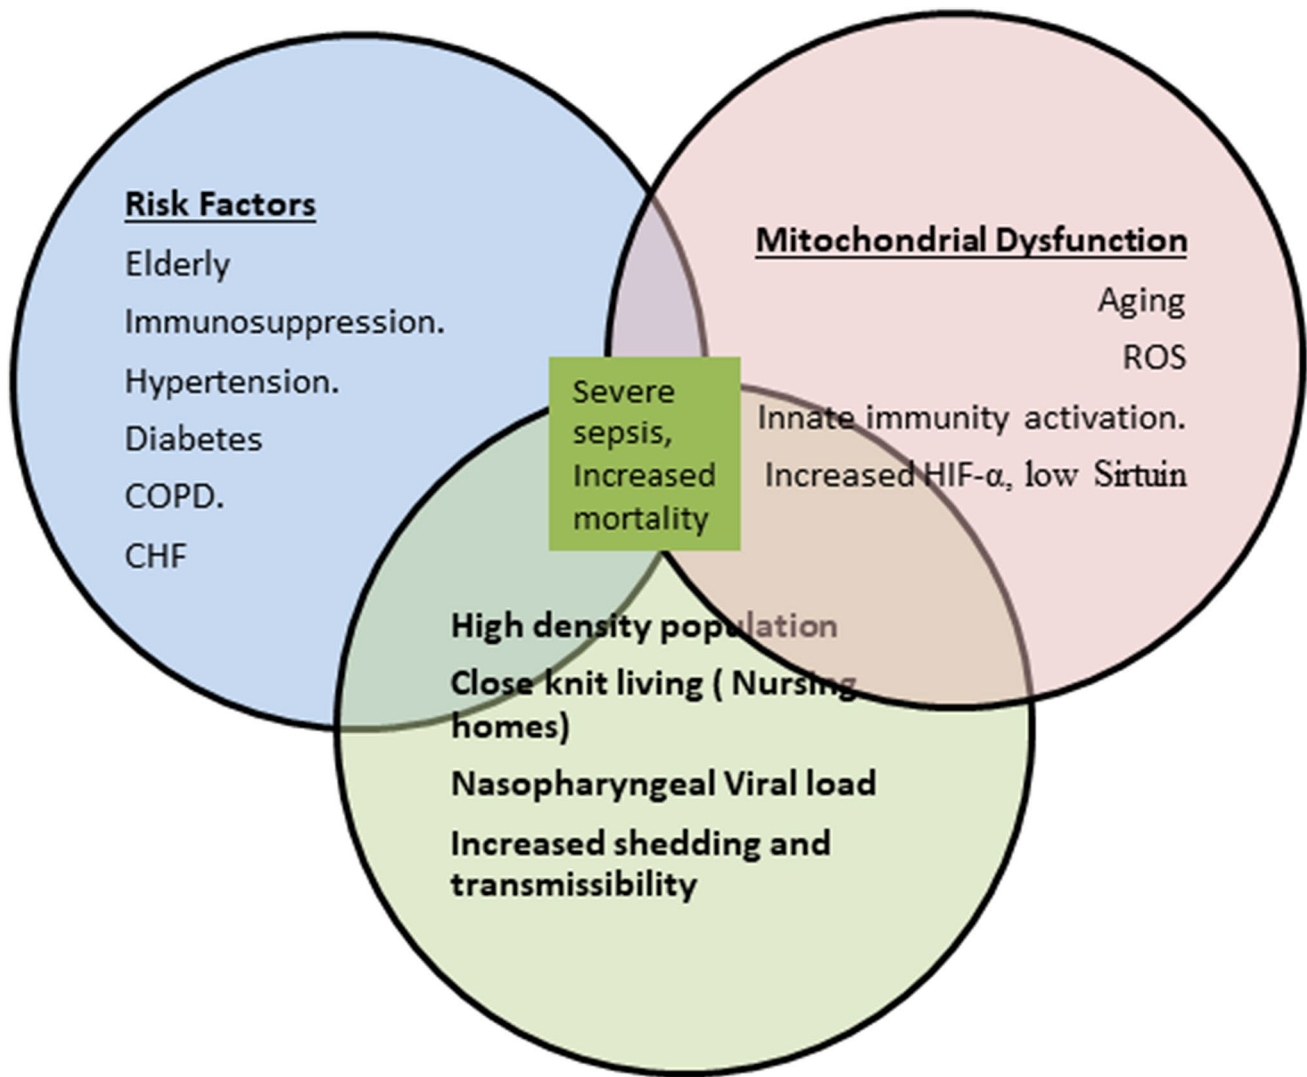 Risk Factors
Elderly
Immunosuppression.
Hypertension.
Diabetes
COPD.
CHF
Mitochondrial Dysfunction
Aging
ROS
Innate immunity activation.
Increased HIF-α, low Sirtuin
Severe
sepsis,
Increased
mortality
High density population
Close knit living ( Nursing
homes)
Nasopharyngeal Viral load
Increased shedding and
transmissibility